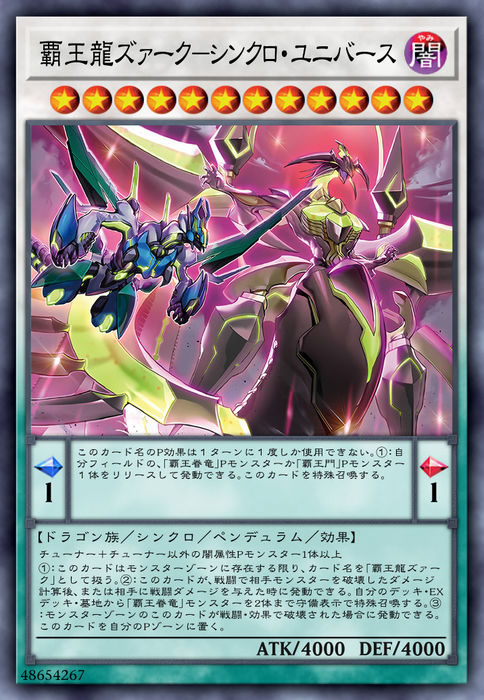 覇王龍ズァーク－シンクロ・ユニバース
やみ
闇
このカード名のP効果は1ターンに1度しか使用できない。①：自
分フィールドの、「覇王眷竜」Pモンスターか「覇王門」Pモンスター
1体をリリースして発動できる。このカードを特殊召喚する。
1
1
【ドラゴン族／シンクロ／ペンデュラム／効果】
チューナー＋チューナー以外の闇属性Pモンスター1体以上
①：このカードはモンスターゾーンに存在する限り、カード名を「覇王龍ズァー
ク」として扱う。②：このカードが、戦闘で相手モンスターを破壊したダメージ
計算後、または相手に戦闘ダメージを与えた時に発動できる。自分のデッキ・EX
デッキ・墓地から「覇王眷竜」モンスターを2体まで守備表示で特殊召喚する。③
：モンスターゾーンのこのカードが戦闘・効果で破壊された場合に発動できる。
このカードを自分のPゾーンに置く。
ATK/4000 DEF/4000
48654267